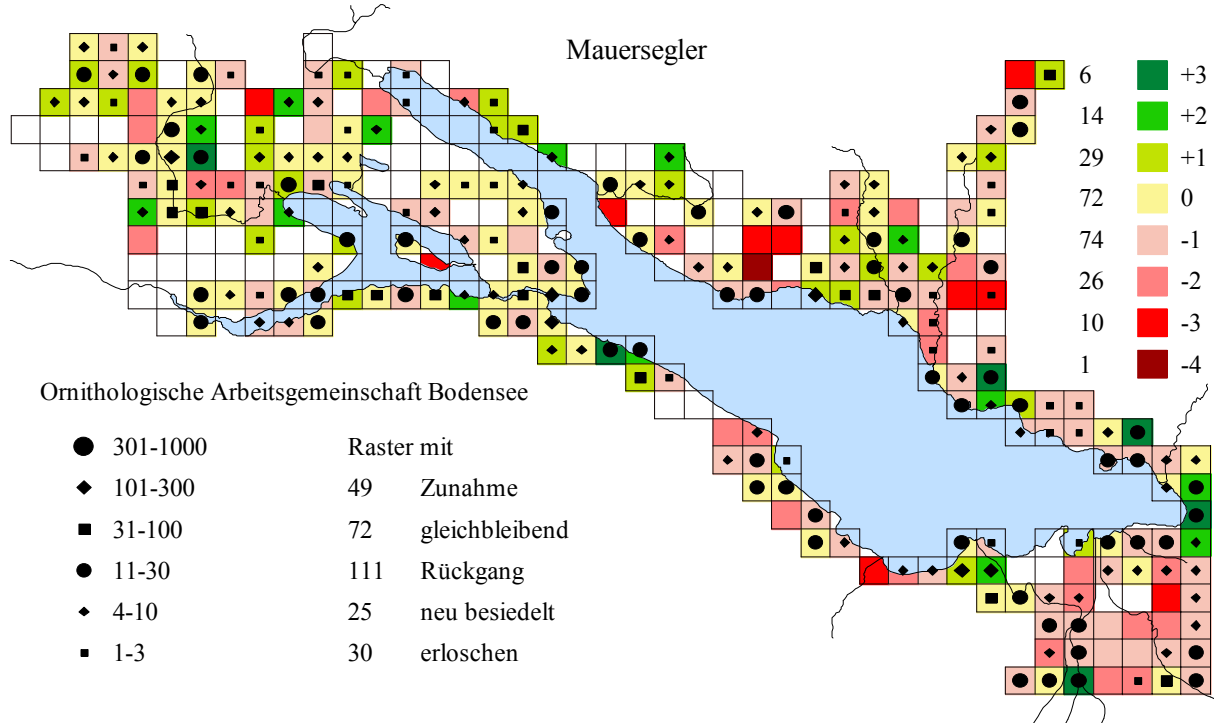 Mauersegler
6 +3
14 +2
29 +1
72 0
74 -1
26 -2
10 -3
1 -4
Ornithologische Arbeitsgemeinschaft Bodensee
301-1000 Raster mit
101-300 49 Zunahme
31-100 72 gleichbleibend
11-30 111 Rückgang
4-10 25 neu besiedelt
1-3 30 erloschen